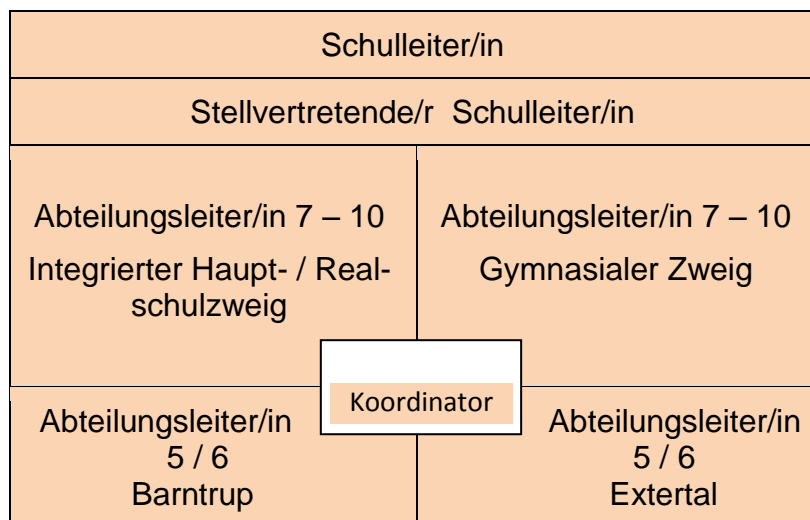 Schulleiter/in
Stellvertretende/r Schulleiter/in
Abteilungsleiter/in 7 – 10
Integrierter Haupt- / Real-
schulzweig
Abteilungsleiter/in 7 – 10
Gymnasialer Zweig
Koordinator
Abteilungsleiter/in
5 / 6
Barntrup
Abteilungsleiter/in
5 / 6
Extertal